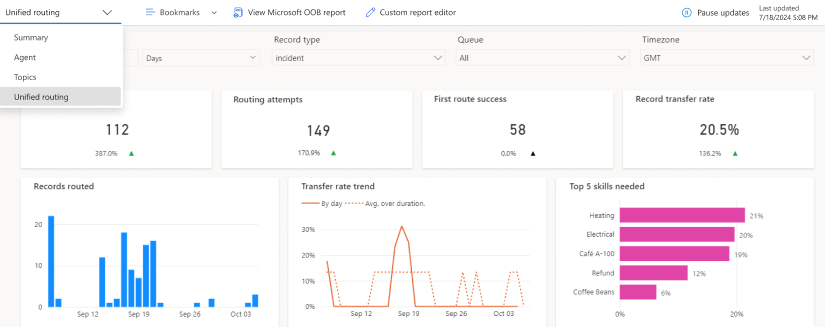 Unified routing
Bookmarks
View Microsoft OOB report
Custom report editor
Pause updates
Last updated
7/18/2024 5:08 PM
Summary
Agent
Topics
Unified routing
Days
Record type
incident
Queue
All
Timezone
GMT
112
387.0%
Routing attempts
149
170.9%
First route success
58
0.0%
Record transfer rate
20.5%
136.2%
Records routed
20
10
0
Sep 12 Sep 19 Sep 26 Oct 03
Transfer rate trend
By day Avg. over duration.
30%
20%
10%
0%
Sep 12 Sep 19 Sep 26 Oct 03
Top 5 skills needed
Heating 21%
Electrical 20%
Café A-100 19%
Refund 12%
Coffee Beans 6%
0% 20%